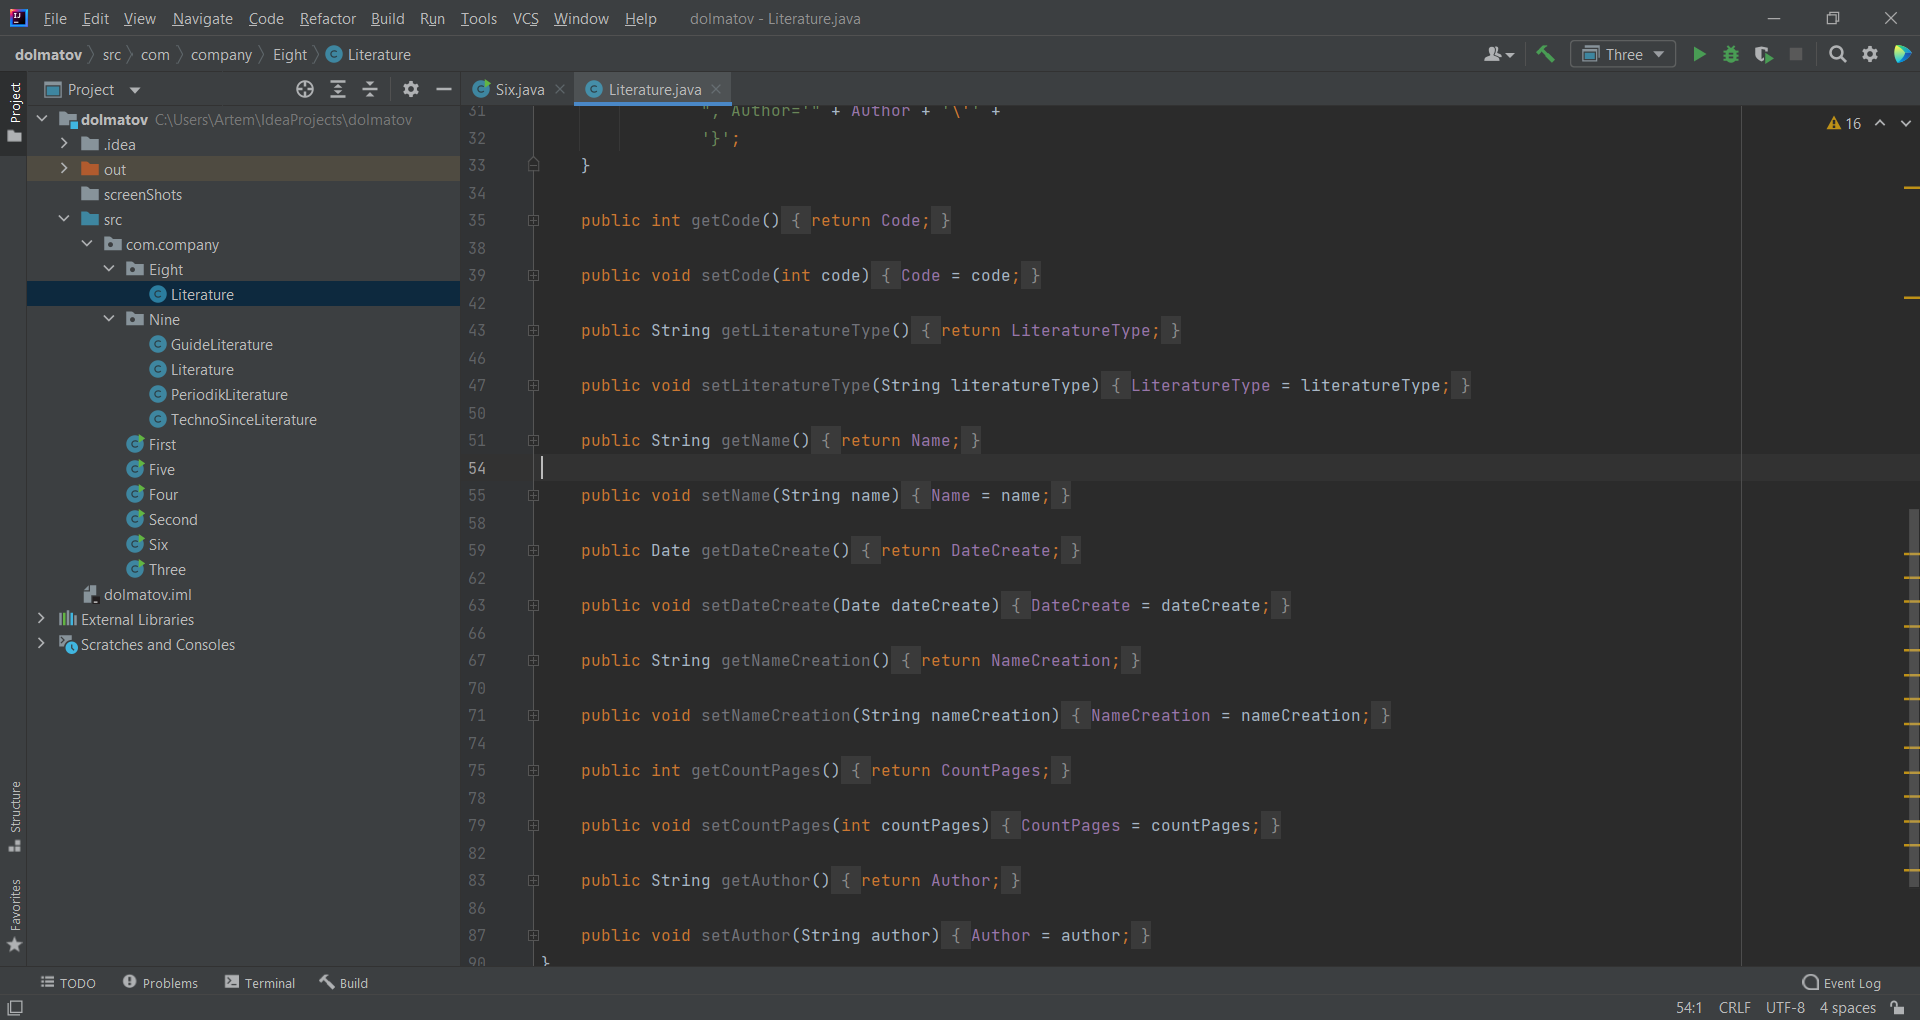 File Edit View Navigate Code Refactor Build Run Tools VCS Window Help dolmatov - Literature.java
dolmatov src com company Eight Literature Three
Project
Six.java Literature.java
Project
dolmatov C:\Users\Artem\IdeaProjects\dolmatov
.idea
out
screenShots
src
com.company
Eight
Literature
Nine
GuideLiterature
Literature
PeriodikLiterature
TechnoSinceLiterature
First
Five
Four
Second
Six
Three
dolmatov.iml
External Libraries
Scratches and Consoles
Structure
Favorites
16
31 ", Author='" + Author + '\'' +
32 '}';
33 }
34
35 public int getCode() { return Code; }
38
39 public void setCode(int code) { Code = code; }
42
43 public String getLiteratureType() { return LiteratureType; }
46
47 public void setLiteratureType(String literatureType) { LiteratureType = literatureType; }
50
51 public String getName() { return Name; }
54
55 public void setName(String name) { Name = name; }
58
59 public Date getDateCreate() { return DateCreate; }
62
63 public void setDateCreate(Date dateCreate) { DateCreate = dateCreate; }
66
67 public String getNameCreation() { return NameCreation; }
70
71 public void setNameCreation(String nameCreation) { NameCreation = nameCreation; }
74
75 public int getCountPages() { return CountPages; }
78
79 public void setCountPages(int countPages) { CountPages = countPages; }
82
83 public String getAuthor() { return Author; }
86
87 public void setAuthor(String author) { Author = author; }
90 }
TODO Problems Terminal Build Event Log
54:1 CRLF UTF-8 4 spaces